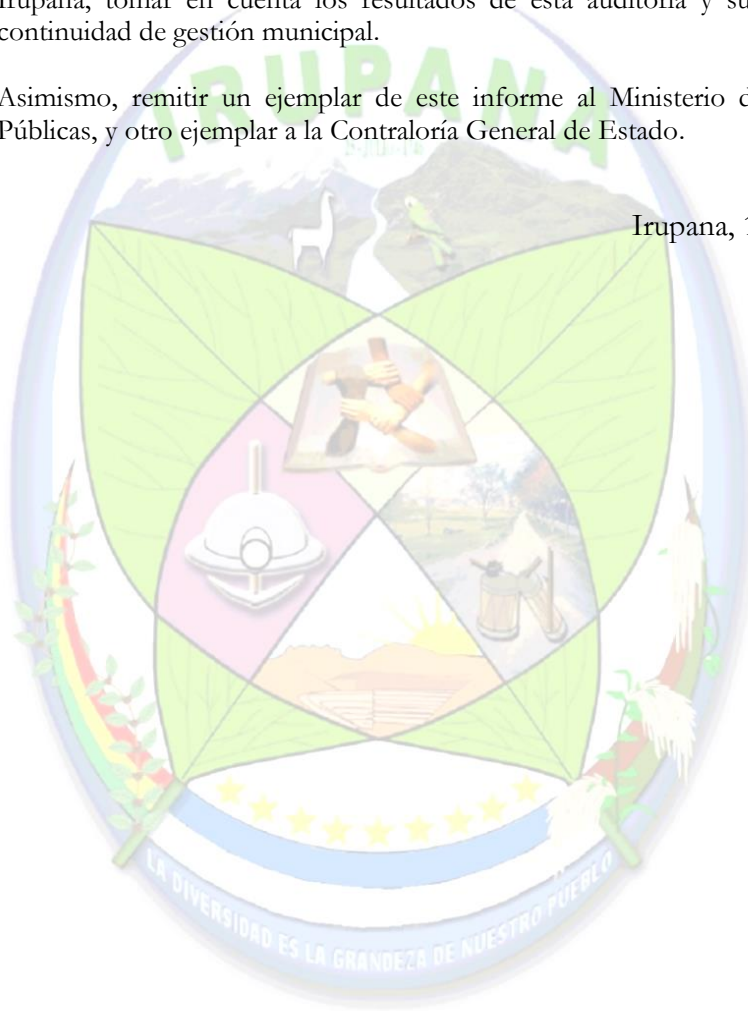 Irupana, tomar en cuenta los resultados de esta auditoría y su
continuidad de gestión municipal.
Asimismo, remitir un ejemplar de este informe al Ministerio d
Públicas, y otro ejemplar a la Contraloría General de Estado.
Irupana, 1
IRUPANA
LA DIVERSIDAD ES LA GRANDEZA DE NUESTRO PUEBLO